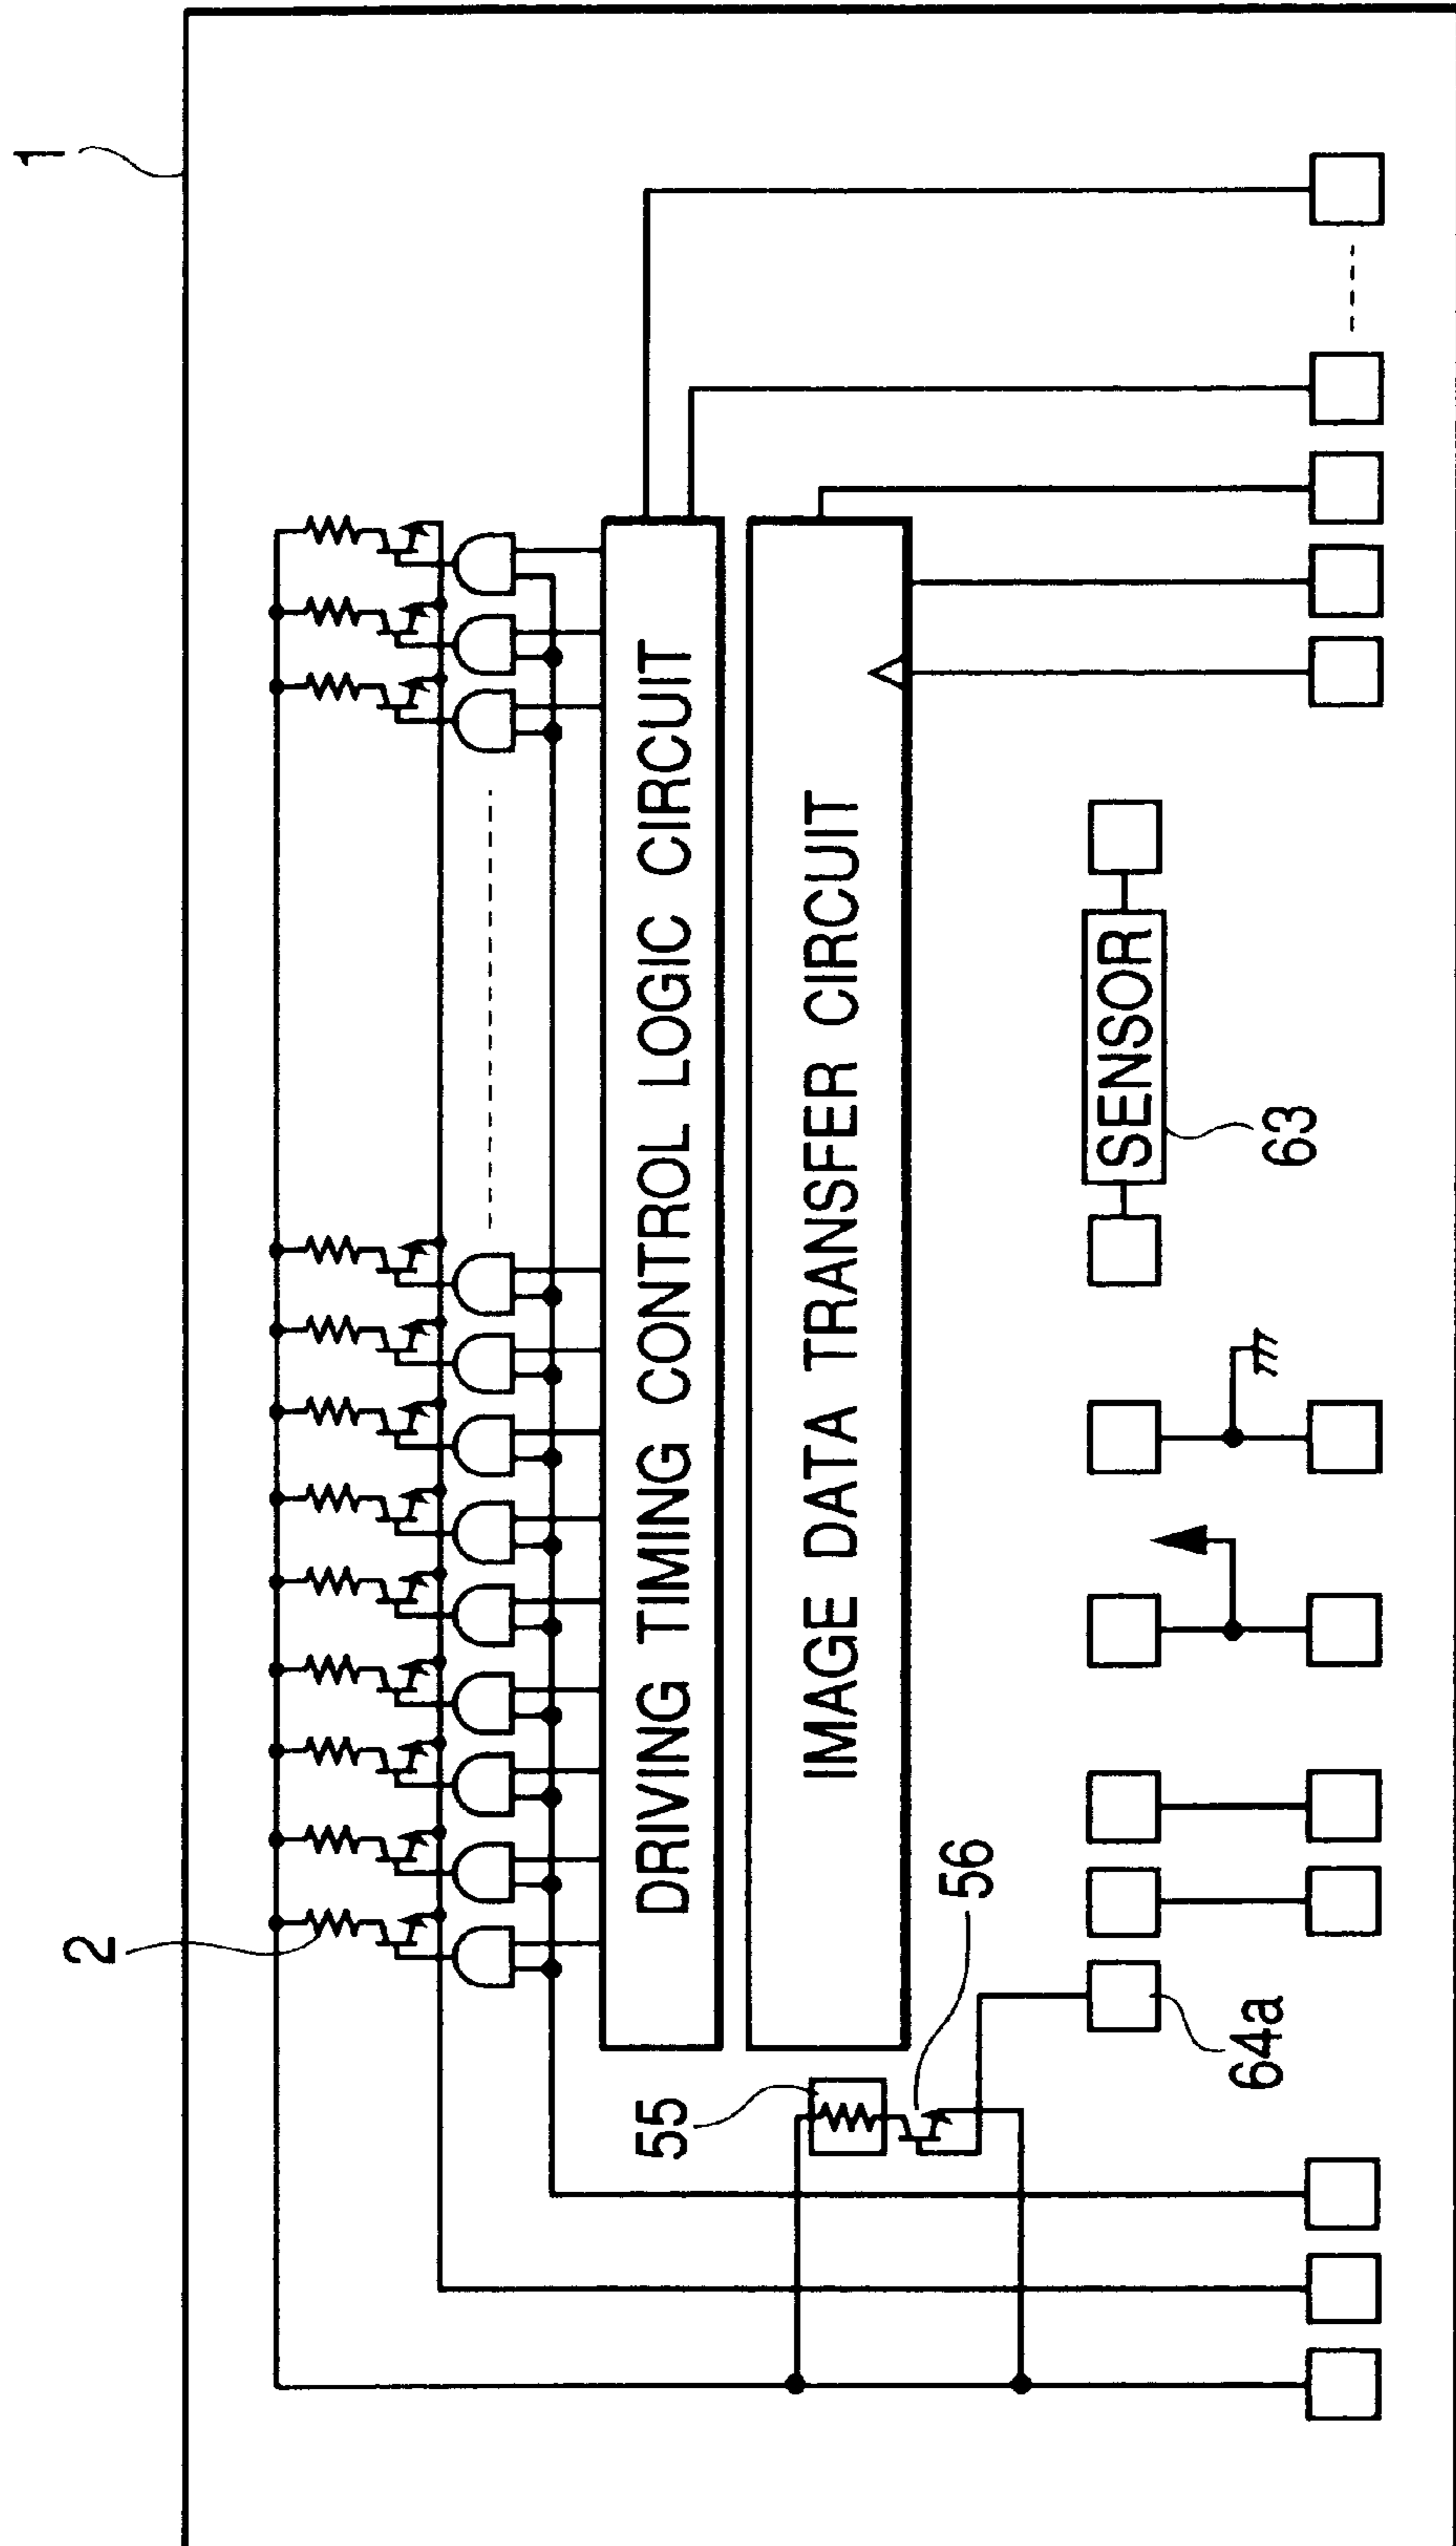 1
2
DRIVING TIMING CONTROL LOGIC CIRCUIT
IMAGE DATA TRANSFER CIRCUIT
55
56
64a
SENSOR
63